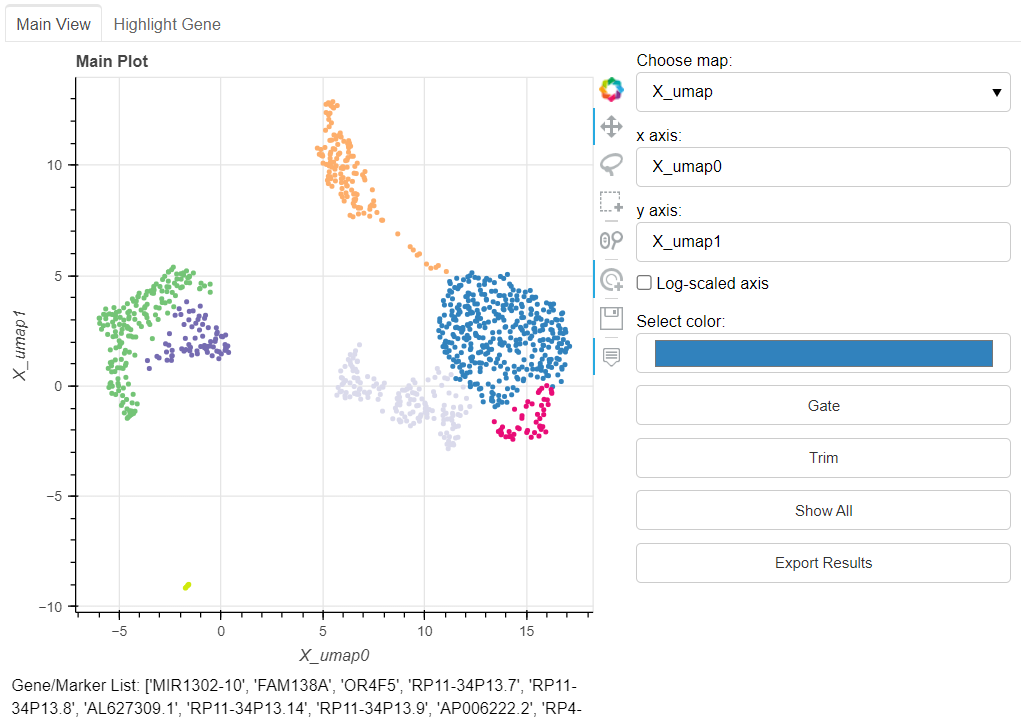 Main View
Highlight Gene
Main Plot
10
5
0
−5
−10
X_umap1
−5
0
5
10
15
X_umap0
Choose map:
X_umap
x axis:
X_umap0
y axis:
X_umap1
Log-scaled axis
Select color:
Gate
Trim
Show All
Export Results
Gene/Marker List: ['MIR1302-10', 'FAM138A', 'OR4F5', 'RP11-34P13.7', 'RP11-
34P13.8', 'AL627309.1', 'RP11-34P13.14', 'RP11-34P13.9', 'AP006222.2', 'RP4-